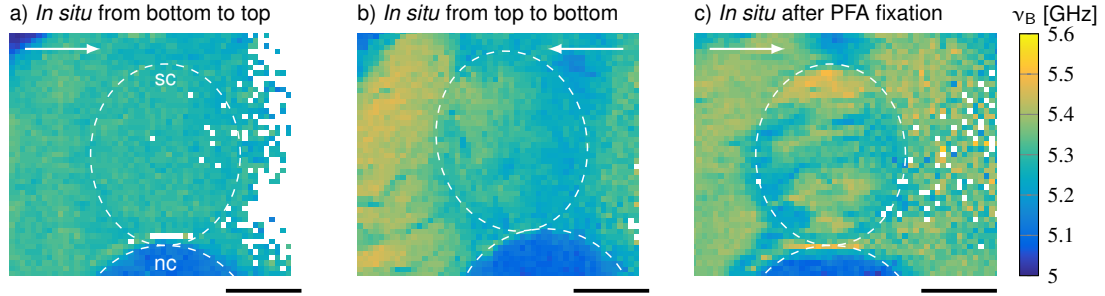 a) In situ from bottom to top
b) In situ from top to bottom
c) In situ after PFA fixation
ν_B [GHz]
sc
nc
5.6
5.5
5.4
5.3
5.2
5.1
5